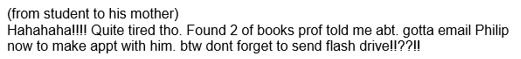 (from student to his mother)
Hahahaha!!!! Quite tired tho. Found 2 of books prof told me abt. gotta email Philip
now to make appt with him. btw dont forget to send flash drive!!??!!